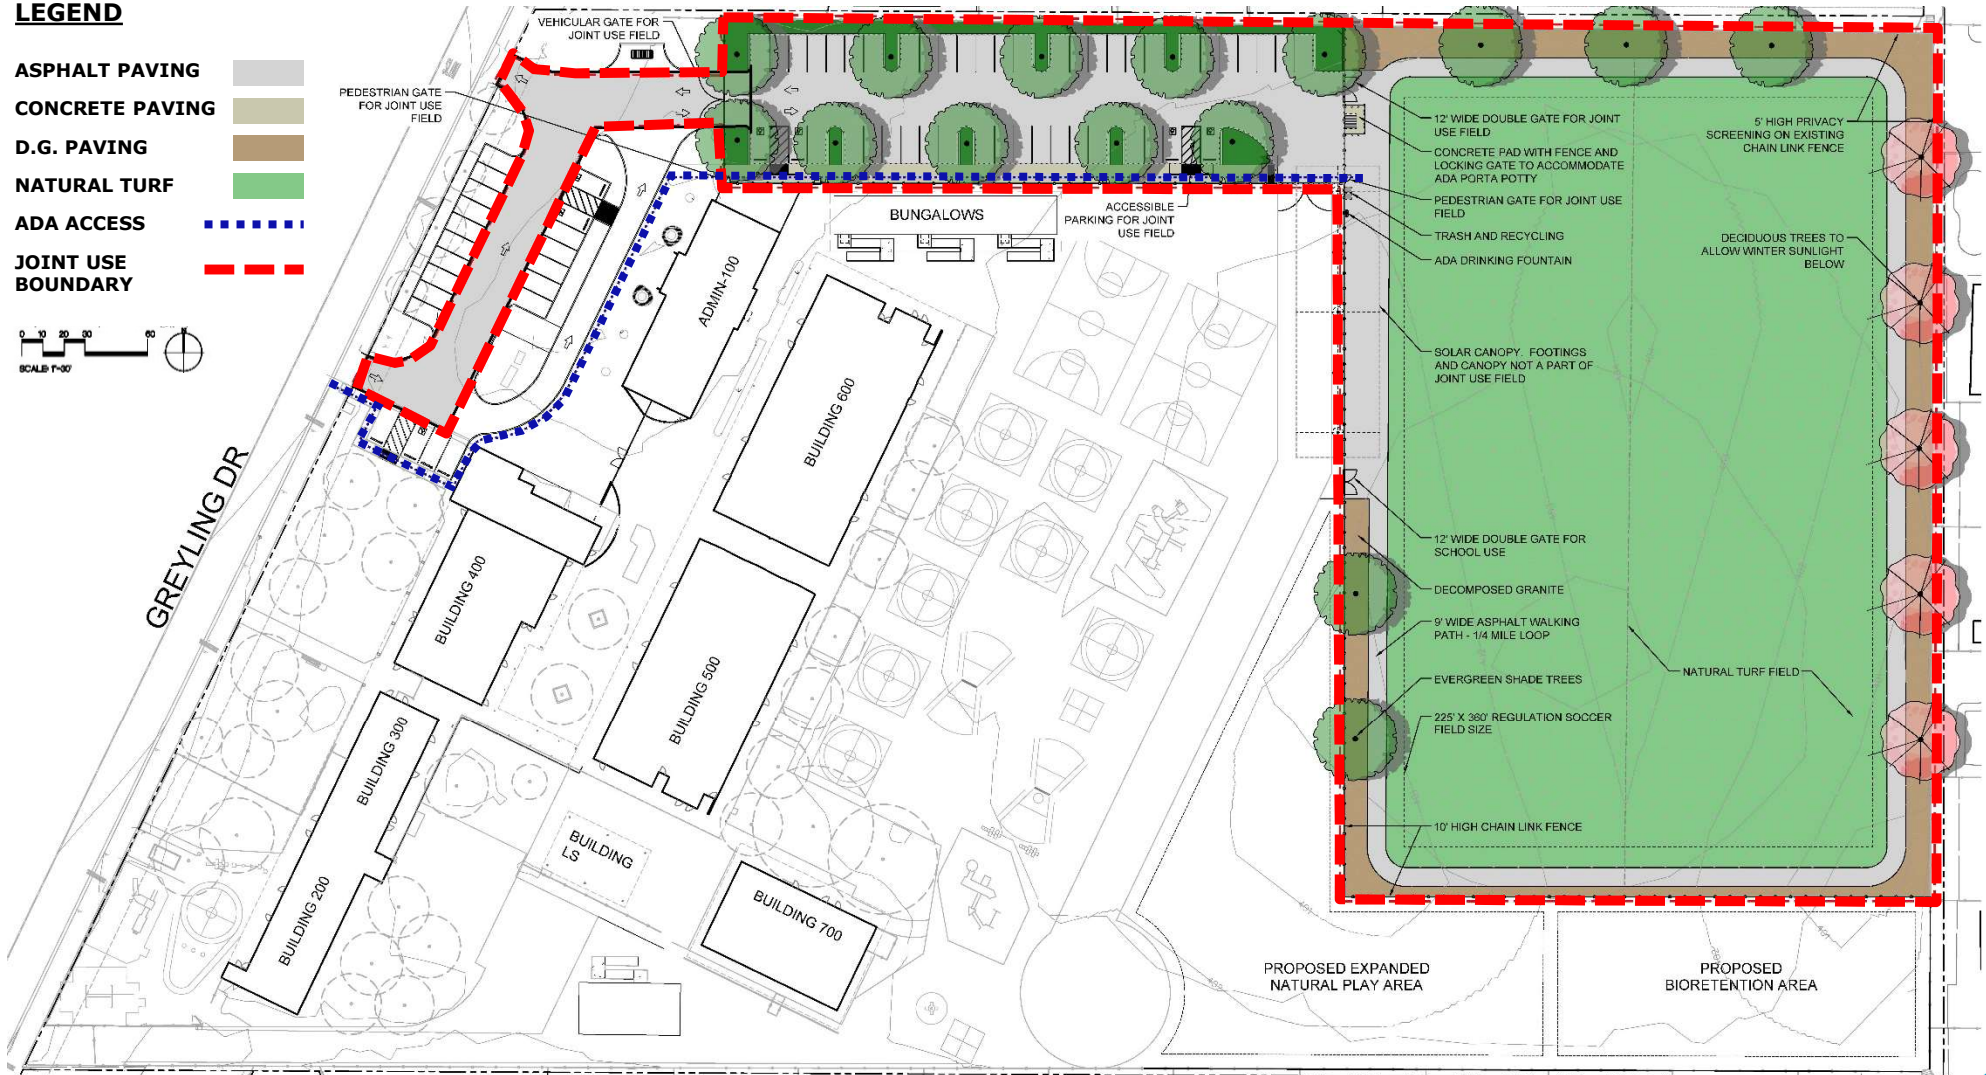 LEGEND
ASPHALT PAVING
CONCRETE PAVING
D.G. PAVING
NATURAL TURF
ADA ACCESS
JOINT USE
BOUNDARY
0 10 20 30 60
SCALE: 1"=30'
N
VEHICULAR GATE FOR
JOINT USE FIELD
PEDESTRIAN GATE
FOR JOINT USE
FIELD
GREYLING DR
ADMIN-100
BUNGALOWS
ACCESSIBLE
PARKING FOR JOINT
USE FIELD
BUILDING 600
BUILDING 400
BUILDING 500
BUILDING 300
BUILDING 200
BUILDING
LS
BUILDING 700
12' WIDE DOUBLE GATE FOR JOINT
USE FIELD
CONCRETE PAD WITH FENCE AND
LOCKING GATE TO ACCOMMODATE
ADA PORTA POTTY
PEDESTRIAN GATE FOR JOINT USE
FIELD
TRASH AND RECYCLING
ADA DRINKING FOUNTAIN
5' HIGH PRIVACY
SCREENING ON EXISTING
CHAIN LINK FENCE
DECIDUOUS TREES TO
ALLOW WINTER SUNLIGHT
BELOW
SOLAR CANOPY. FOOTINGS
AND CANOPY NOT A PART OF
JOINT USE FIELD
12' WIDE DOUBLE GATE FOR
SCHOOL USE
DECOMPOSED GRANITE
9' WIDE ASPHALT WALKING
PATH - 1/4 MILE LOOP
EVERGREEN SHADE TREES
NATURAL TURF FIELD
225' X 360' REGULATION SOCCER
FIELD SIZE
10' HIGH CHAIN LINK FENCE
PROPOSED EXPANDED
NATURAL PLAY AREA
PROPOSED
BIORETENTION AREA